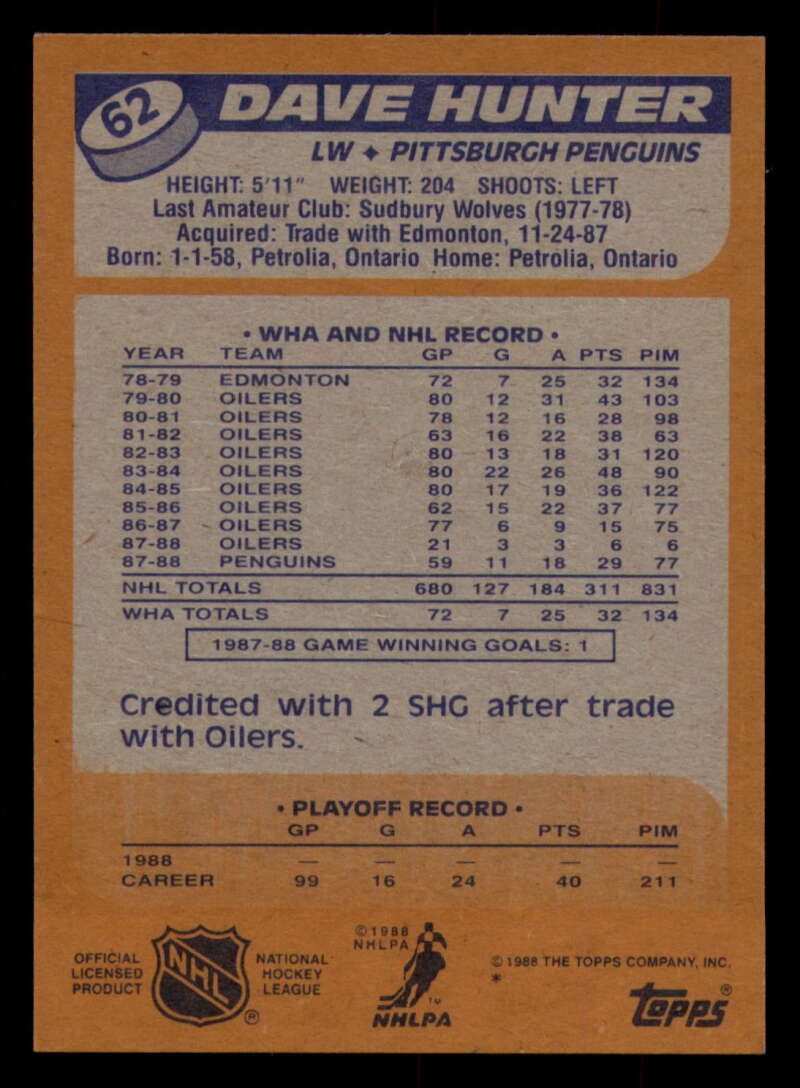 62
DAVE HUNTER
LW ✦ PITTSBURGH PENGUINS
HEIGHT: 5'11" WEIGHT: 204 SHOOTS: LEFT
Last Amateur Club: Sudbury Wolves (1977-78)
Acquired: Trade with Edmonton, 11-24-87
Born: 1-1-58, Petrolia, Ontario Home: Petrolia, Ontario
• WHA AND NHL RECORD •
YEAR TEAM GP G A PTS PIM
78-79 EDMONTON 72 7 25 32 134
79-80 OILERS 80 12 31 43 103
80-81 OILERS 78 12 16 28 98
81-82 OILERS 63 16 22 38 63
82-83 OILERS 80 13 18 31 120
83-84 OILERS 80 22 26 48 90
84-85 OILERS 80 17 19 36 122
85-86 OILERS 62 15 22 37 77
86-87 OILERS 77 6 9 15 75
87-88 OILERS 21 3 3 6 6
87-88 PENGUINS 59 11 18 29 77
NHL TOTALS 680 127 184 311 831
WHA TOTALS 72 7 25 32 134
1987-88 GAME WINNING GOALS: 1
Credited with 2 SHG after trade
with Oilers.
• PLAYOFF RECORD •
GP G A PTS PIM
1988 — — — — —
CAREER 99 16 24 40 211
OFFICIAL
LICENSED
PRODUCT
NHL
®
NATIONAL
HOCKEY
LEAGUE
©1988
NHLPA
TM
NHLPA
© 1988 THE TOPPS COMPANY, INC.
*
topps®